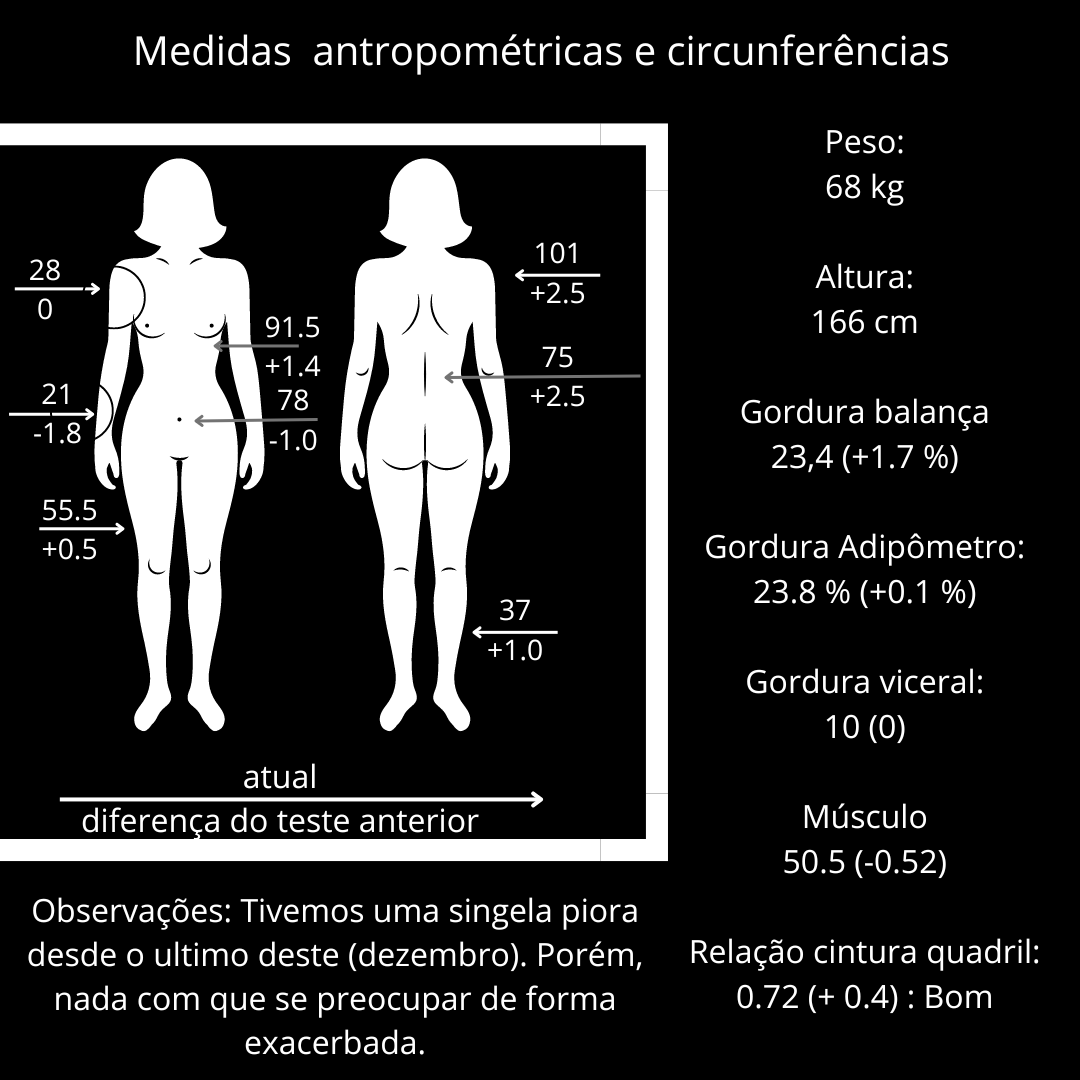 Medidas  antropométricas e circunferências
28
0
21
-1.8
55.5
+0.5
91.5
+1.4
78
-1.0
101
+2.5
75
+2.5
37
+1.0
atual
diferença do teste anterior
Observações: Tivemos uma singela piora
desde o ultimo deste (dezembro). Porém,
nada com que se preocupar de forma
exacerbada.
Peso:
68 kg
Altura:
166 cm
Gordura balança
23,4 (+1.7 %)
Gordura Adipômetro:
23.8 % (+0.1 %)
Gordura viceral:
10 (0)
Músculo
50.5 (-0.52)
Relação cintura quadril:
0.72 (+ 0.4) : Bom